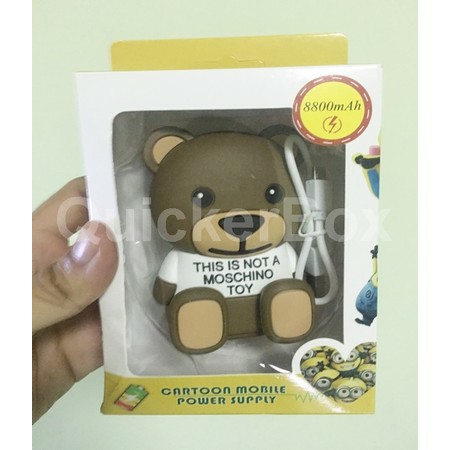 8800mAh
QuickerBox
THIS IS NOT A
MOSCHINO
TOY
CARTOON MOBILE
POWER SUPPLY